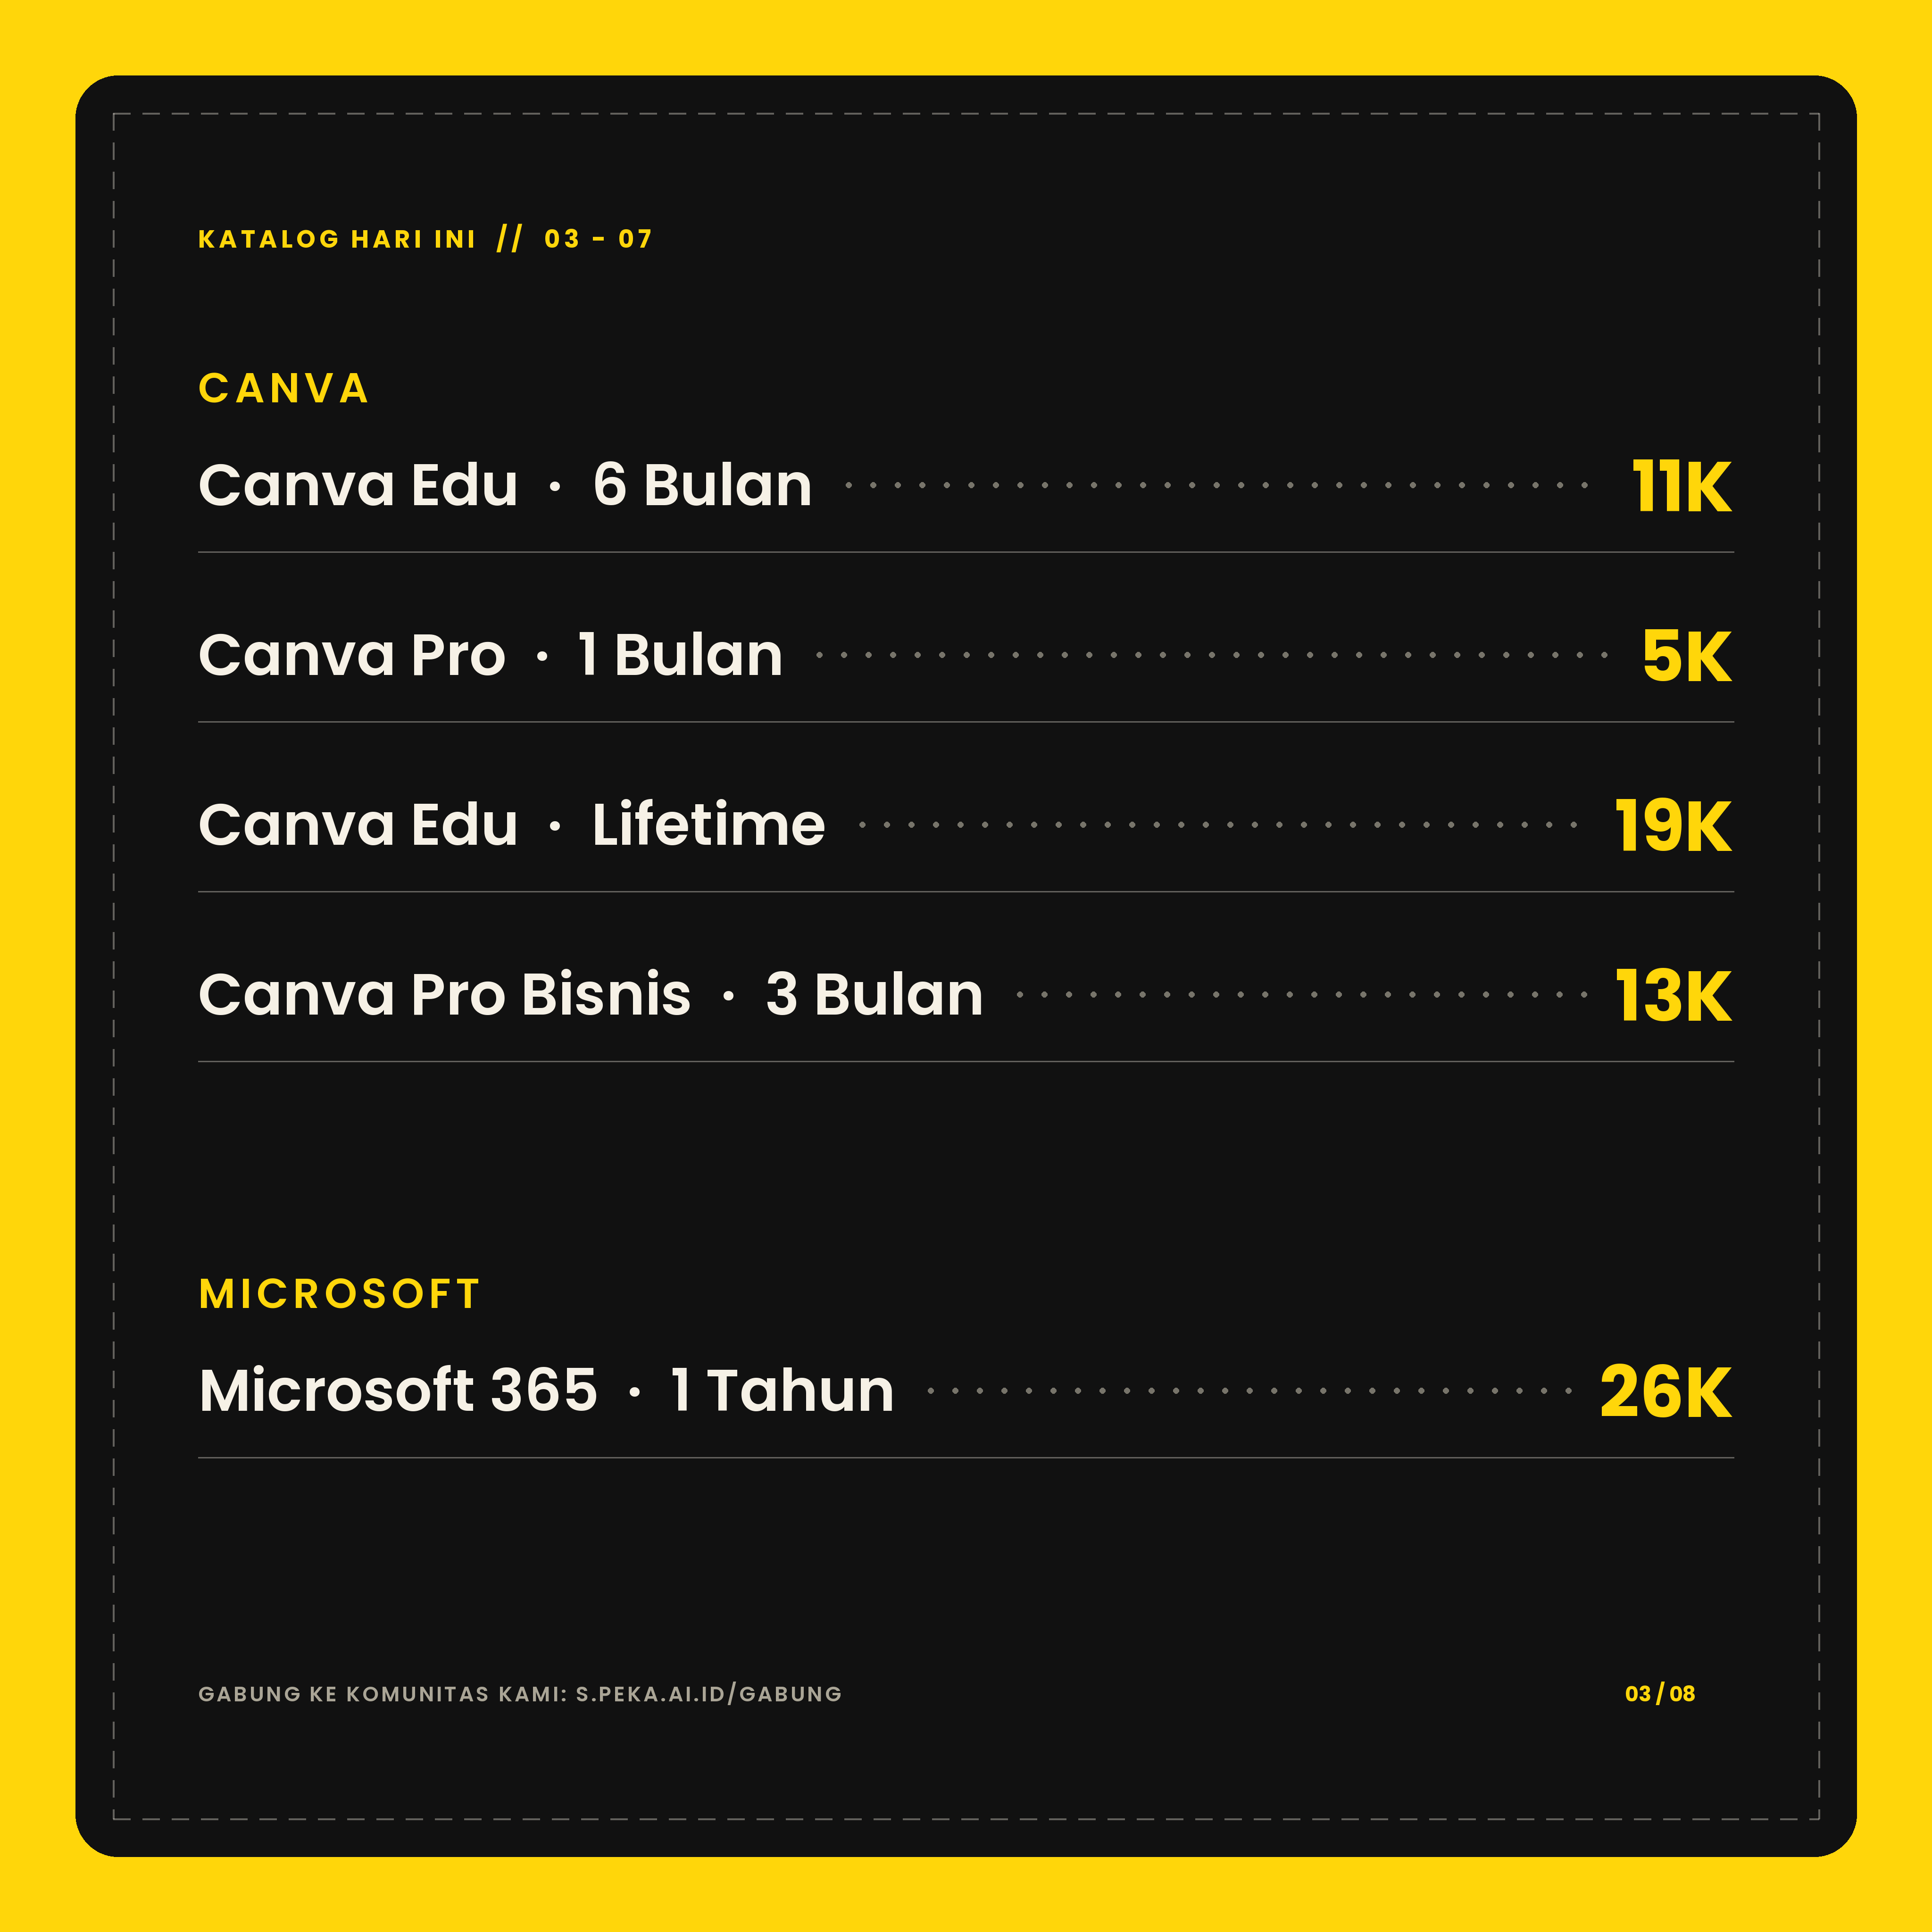 KATALOG HARI INI // 03 - 07
CANVA
Canva Edu · 6 Bulan 11K
Canva Pro · 1 Bulan 5K
Canva Edu · Lifetime 19K
Canva Pro Bisnis · 3 Bulan 13K
MICROSOFT
Microsoft 365 · 1 Tahun 26K
GABUNG KE KOMUNITAS KAMI: S.PEKA.AI.ID/GABUNG 03 / 08